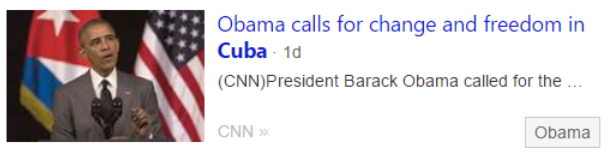 Obama calls for change and freedom in
Cuba · 1d
(CNN)President Barack Obama called for the ...
CNN »
Obama